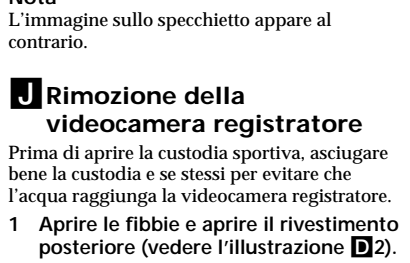 Nota
L'immagine sullo specchietto appare al
contrario.
J Rimozione della
videocamera registratore
Prima di aprire la custodia sportiva, asciugare
bene la custodia e se stessi per evitare che
l'acqua raggiunga la videocamera registratore.
1 Aprire le fibbie e aprire il rivestimento
posteriore (vedere l'illustrazione D2).